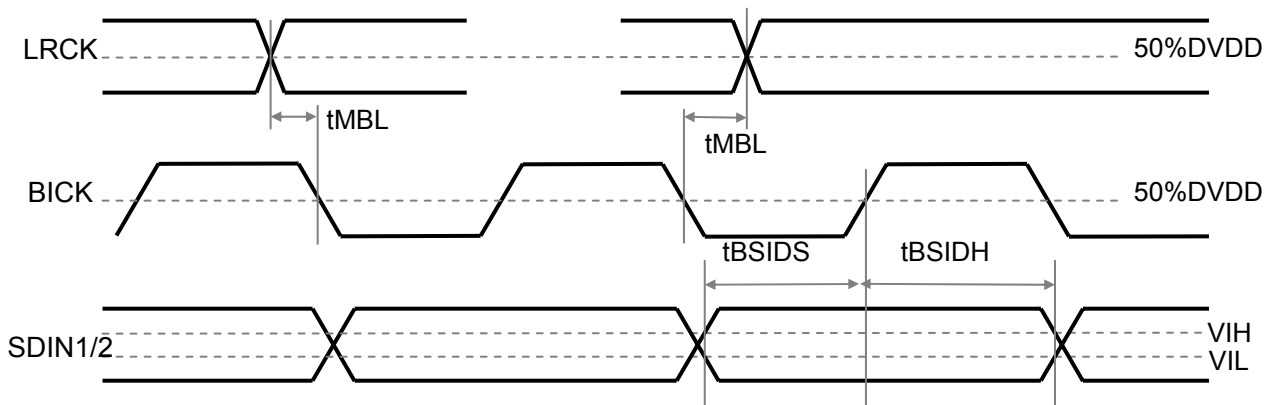 LRCK
50%DVDD
tMBL
tMBL
BICK
50%DVDD
tBSIDS
tBSIDH
SDIN1/2
VIH
VIL